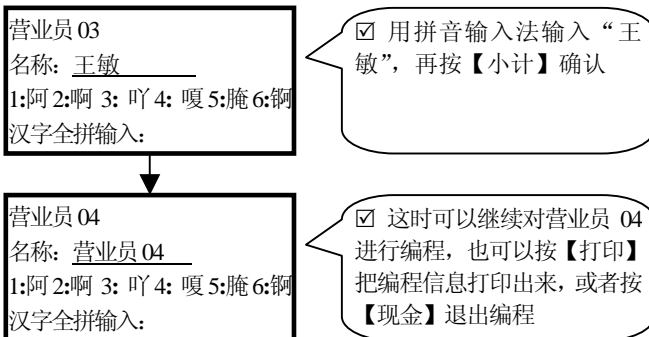 营业员 03
名称：王敏
1:阿 2:啊 3: 吖 4: 嗄 5:腌 6:锕
汉字全拼输入：
☑ 用拼音输入法输入“王
敏”，再按【小计】确认
营业员 04
名称：营业员 04
1:阿 2:啊 3: 吖 4: 嗄 5:腌 6:锕
汉字全拼输入：
☑ 这时可以继续对营业员 04
进行编程，也可以按【打印】
把编程信息打印出来，或者按
【现金】退出编程